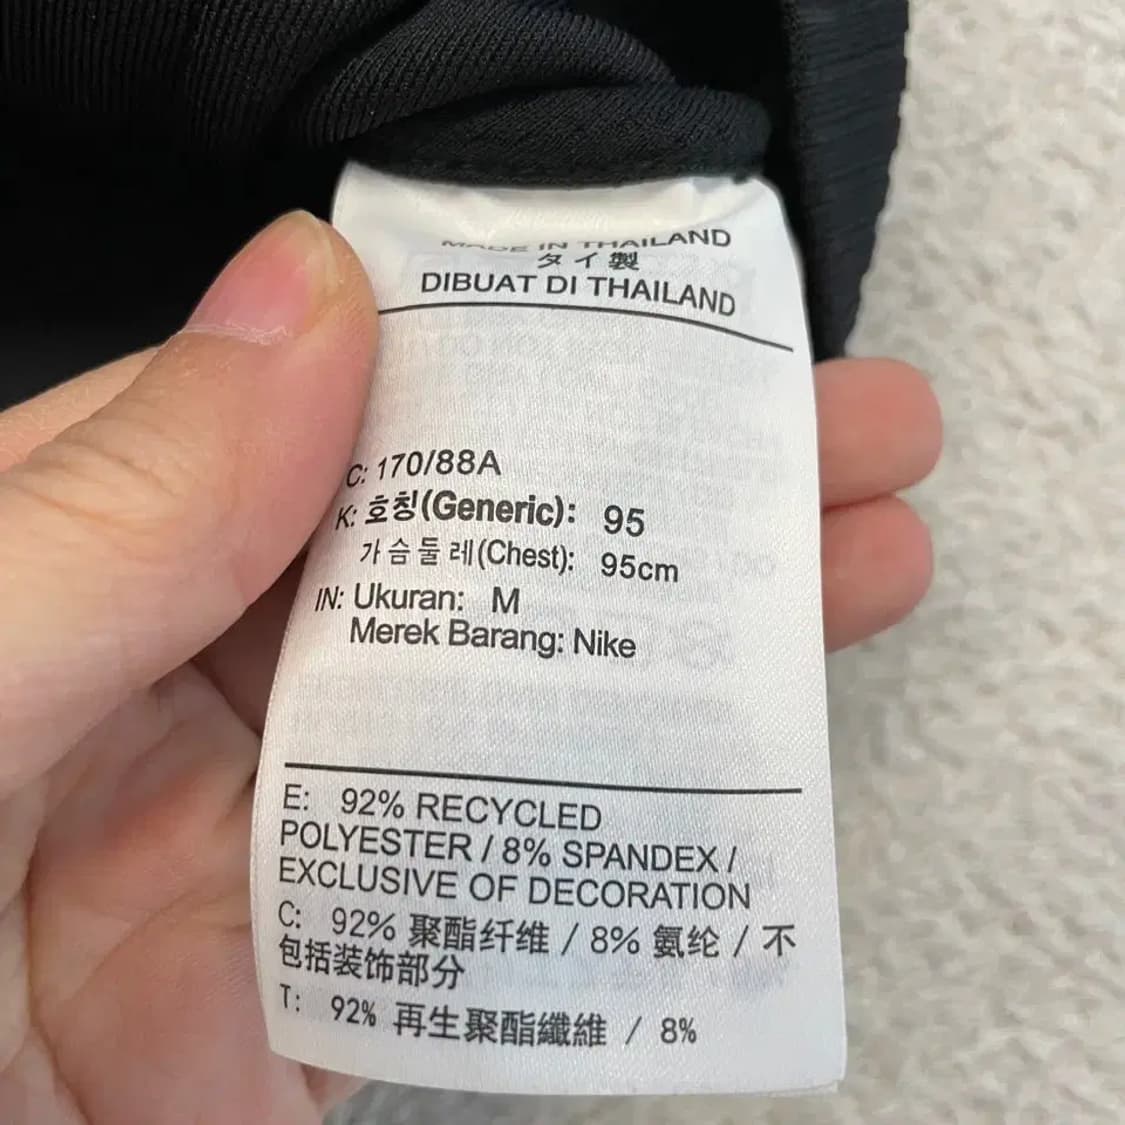 MADE IN THAILAND
タイ製
DIBUAT DI THAILAND
C: 170/88A
K: 호칭(Generic): 95
가슴둘레(Chest): 95cm
IN: Ukuran: M
Merek Barang: Nike
E: 92% RECYCLED
POLYESTER / 8% SPANDEX /
EXCLUSIVE OF DECORATION
C: 92% 聚酯纤维 / 8% 氨纶 / 不
包括装饰部分
T: 92% 再生聚酯纖維 / 8%